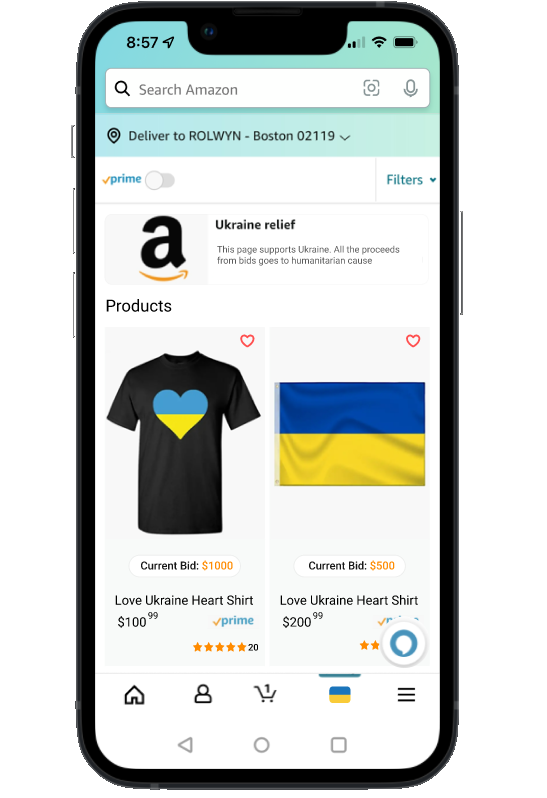 8:57
Search Amazon
Deliver to ROLWYN - Boston 02119
prime
Filters
a
Ukraine relief
This page supports Ukraine. All the proceeds
from bids goes to humanitarian cause
Products
Current Bid: $1000
Current Bid: $500
Love Ukraine Heart Shirt
Love Ukraine Heart Shirt
$100 99
prime
$200 99
20
1